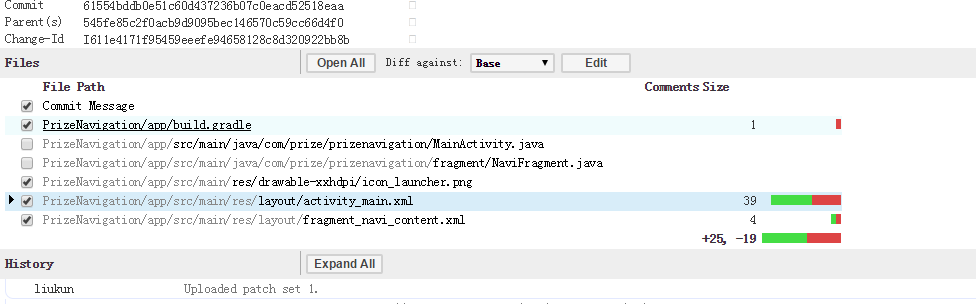 Commit 61554bddb0e51c60d437236b07c0eacd52518eaa
Parent(s) 545fe85c2f0acb9d9095bec146570c59cc66d4f0
Change-Id I611e4171f95459eeefe94658128c8d320922bb8b
Files Open All Diff against: Base Edit
File Path Comments Size
Commit Message
PrizeNavigation/app/build.gradle 1
PrizeNavigation/app/src/main/java/com/prize/prizenavigation/MainActivity.java
PrizeNavigation/app/src/main/java/com/prize/prizenavigation/fragment/NaviFragment.java
PrizeNavigation/app/src/main/res/drawable-xxhdpi/icon_launcher.png
PrizeNavigation/app/src/main/res/layout/activity_main.xml 39
PrizeNavigation/app/src/main/res/layout/fragment_navi_content.xml 4
+25, -19
History Expand All
liukun Uploaded patch set 1.